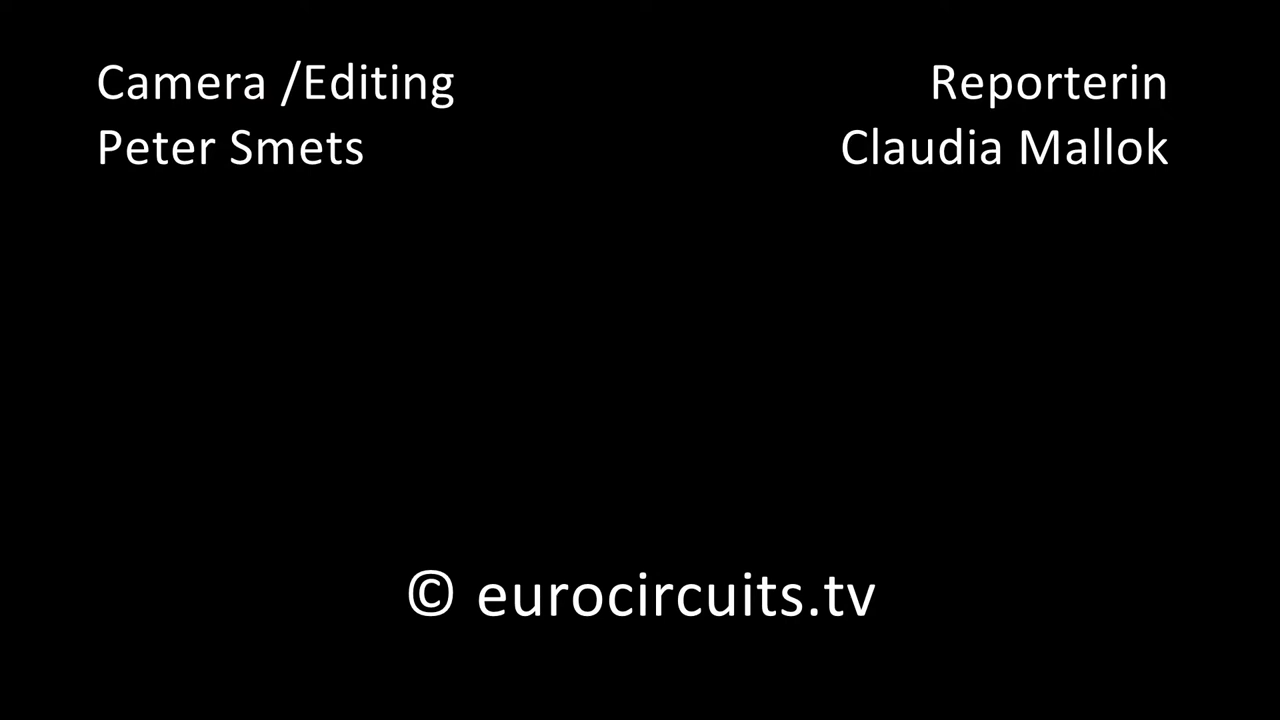 Camera /Editing
Peter Smets
Reporterin
Claudia Mallok
© eurocircuits.tv